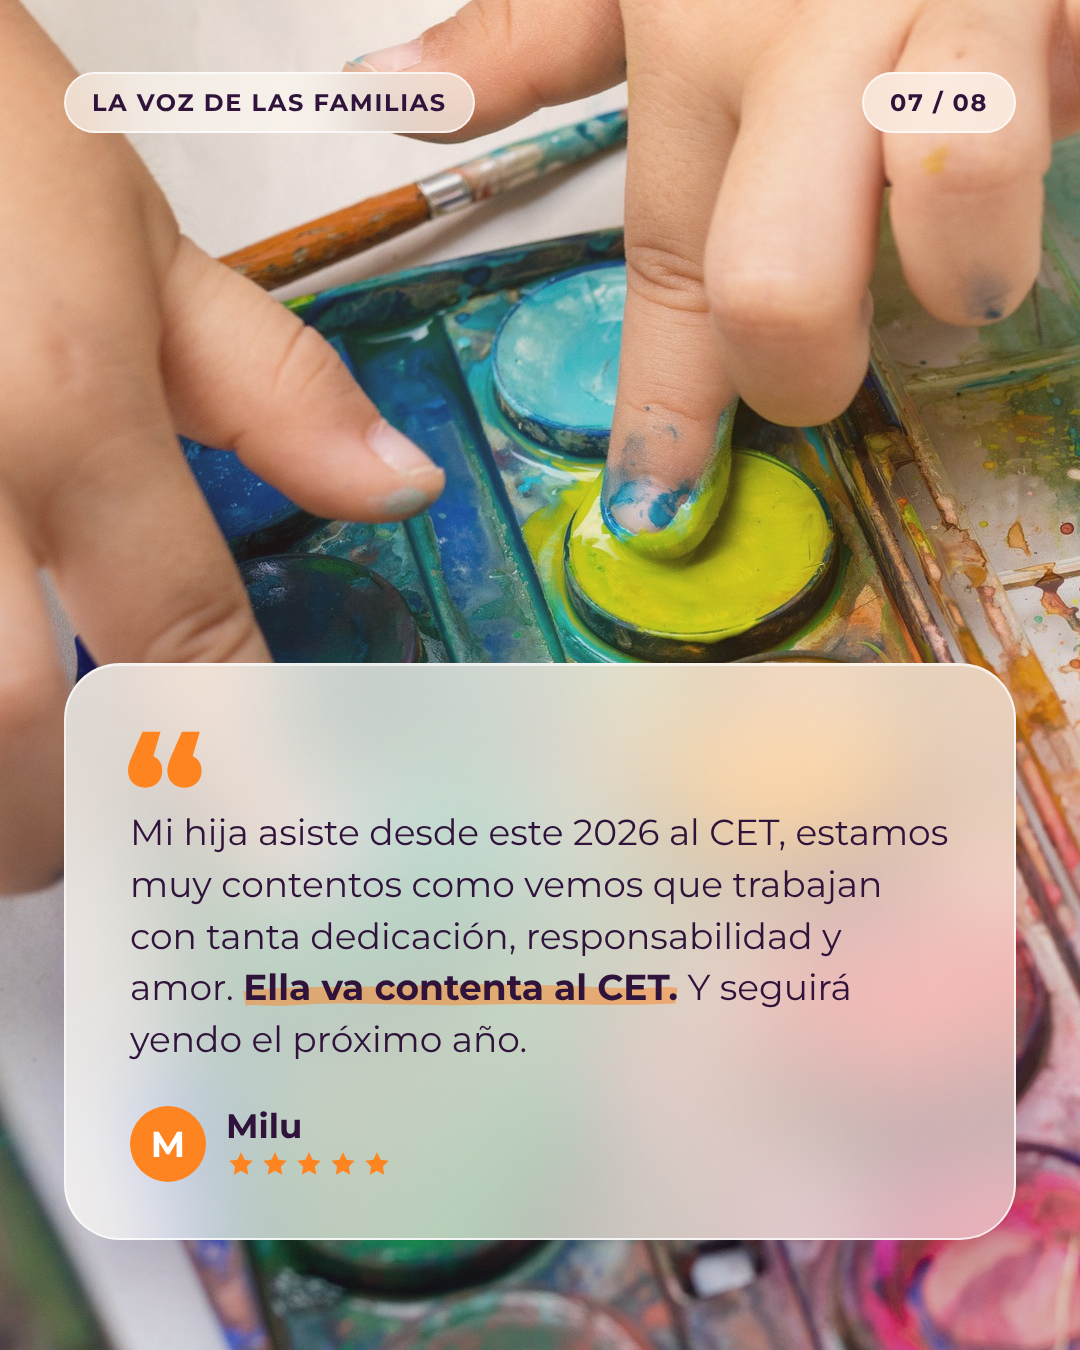 LA VOZ DE LAS FAMILIAS
07 / 08
“
Mi hija asiste desde este 2026 al CET, estamos
muy contentos como vemos que trabajan
con tanta dedicación, responsabilidad y
amor. Ella va contenta al CET. Y seguirá
yendo el próximo año.
M
Milu